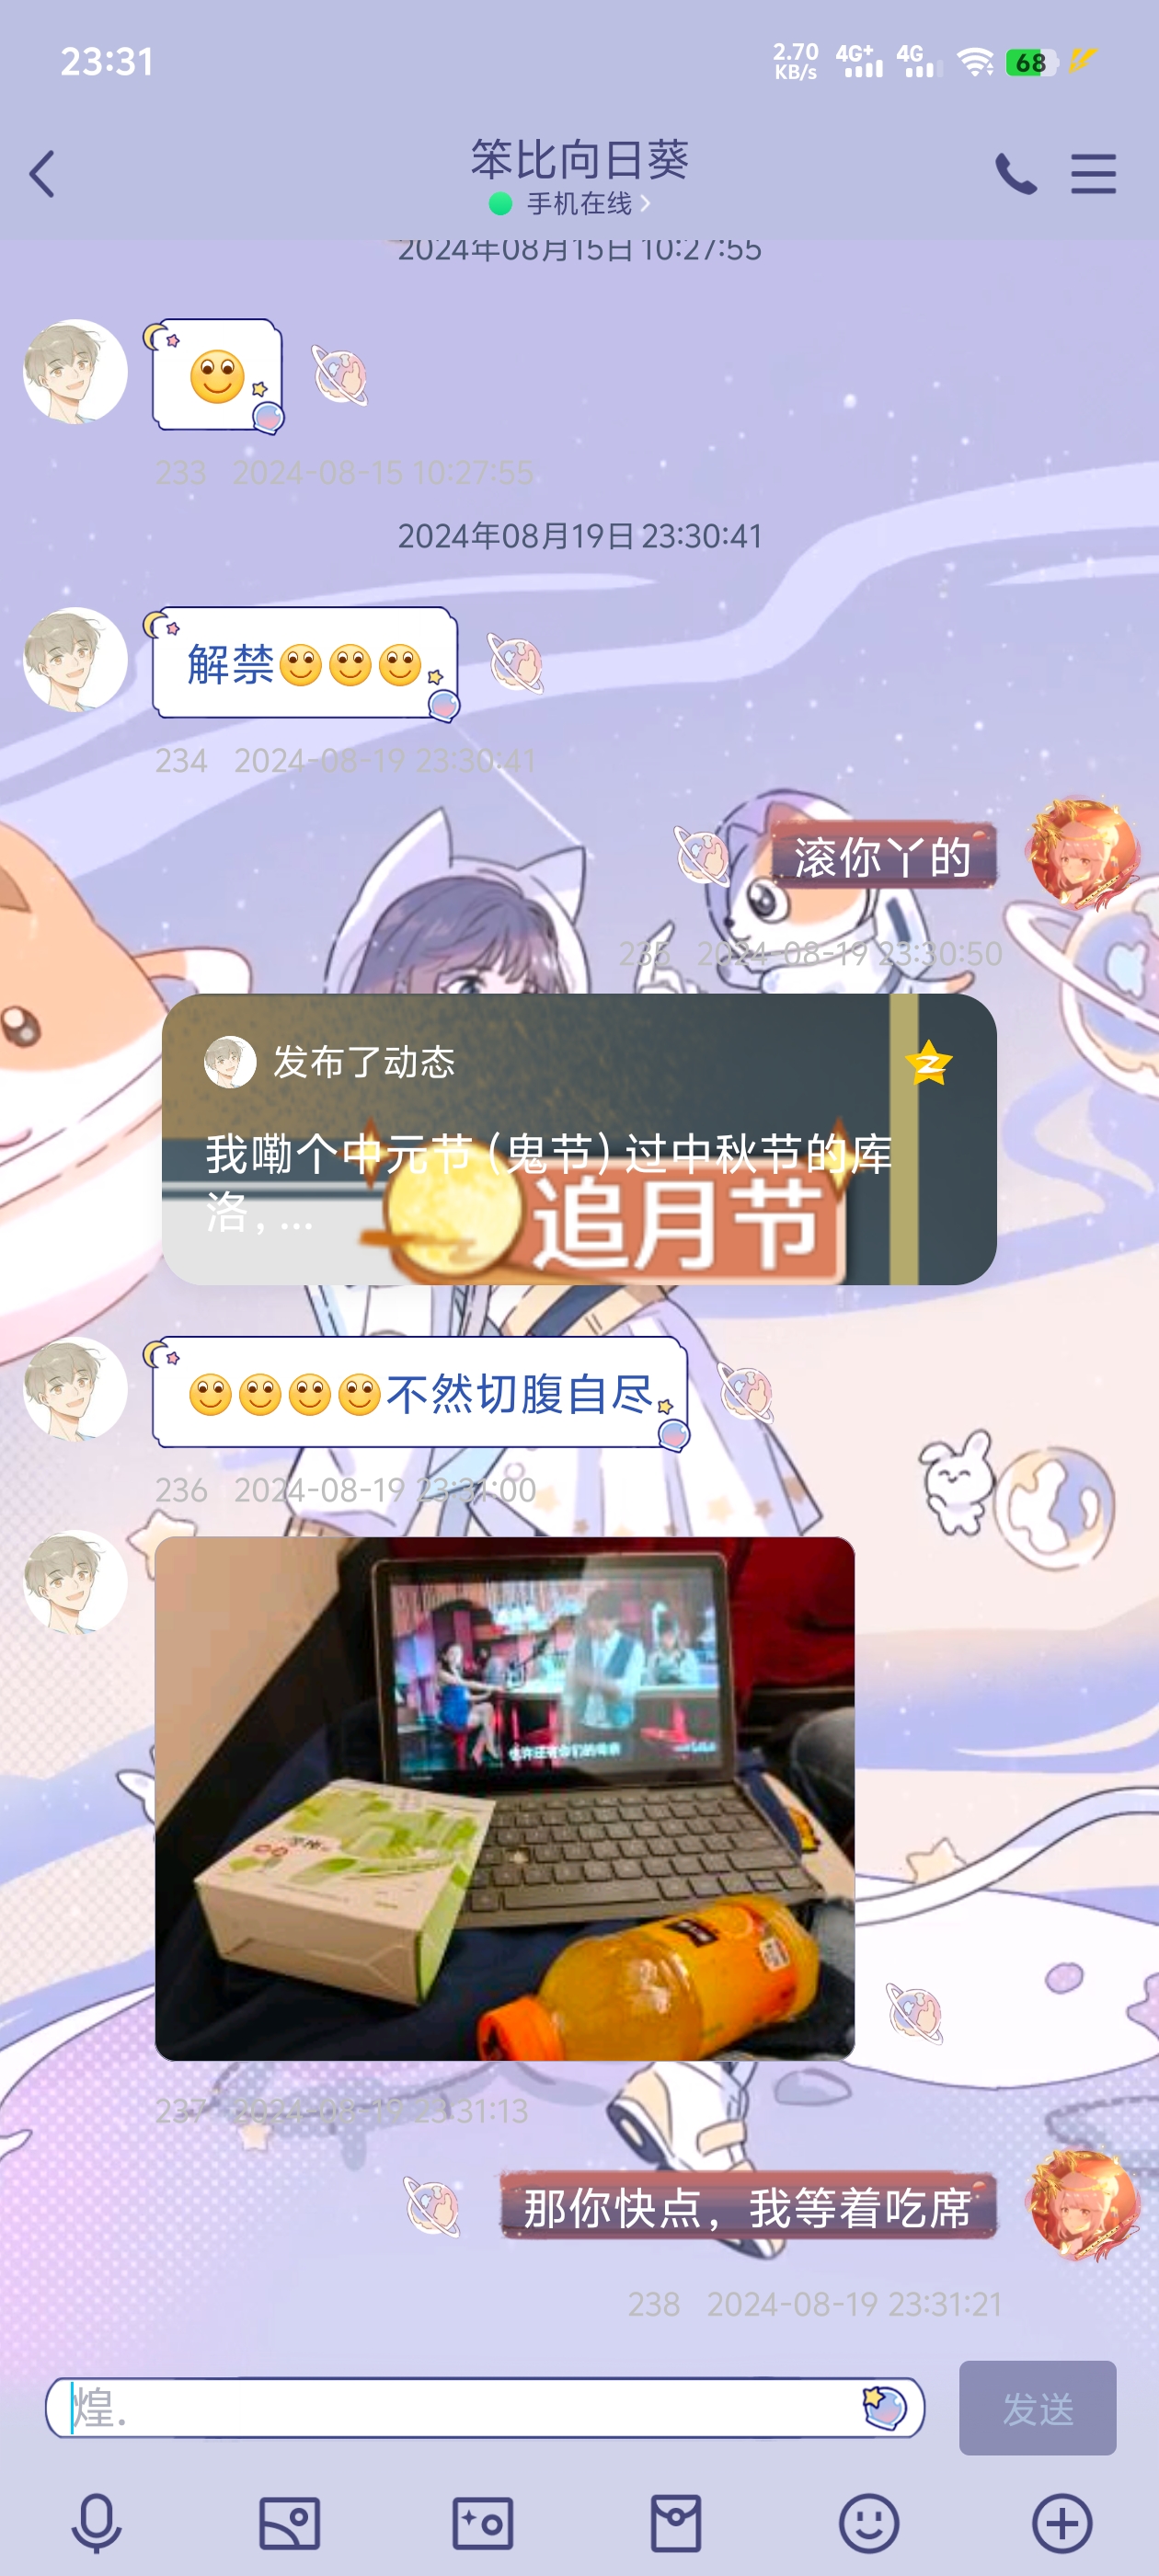 23:31
2.70
KB/s
4G+
4G
68
笨比向日葵
手机在线
2024年08月15日 10:27:55
233 2024-08-15 10:27:55
2024年08月19日 23:30:41
解禁
234 2024-08-19 23:30:41
滚你丫的
235 2024-08-19 23:30:50
发布了动态
我嘞个中元节(鬼节)过中秋节的库
洛,...
追月节
不然切腹自尽
236 2024-08-19 23:31:00
237 2024-08-19 23:31:13
那你快点，我等着吃席
238 2024-08-19 23:31:21
煌.
发送